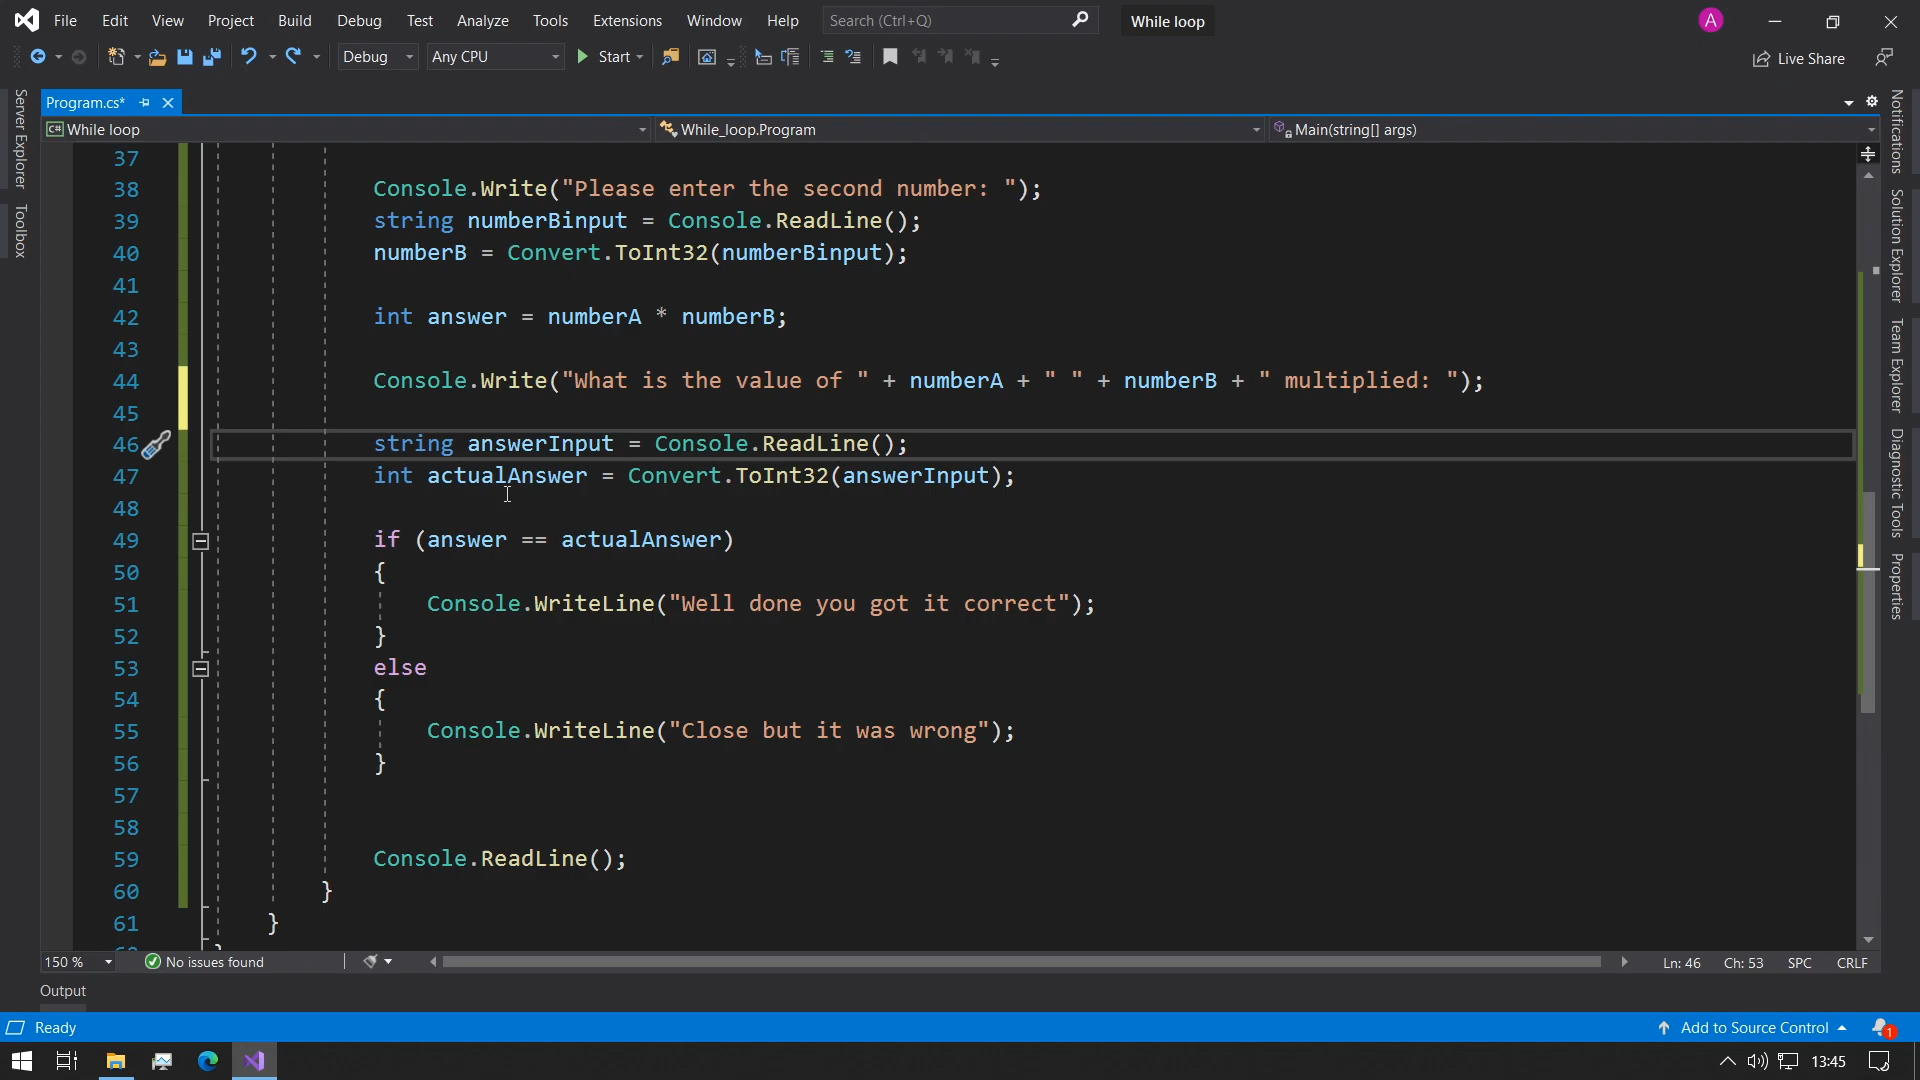 File Edit View Project Build Debug Test Analyze Tools Extensions Window Help Search (Ctrl+Q) While loop A
Debug Any CPU Start Live Share
Program.cs*
C# While loop While_loop.Program Main(string[] args)
Server Explorer
Toolbox
37
38 Console.Write("Please enter the second number: ");
39 string numberBinput = Console.ReadLine();
40 numberB = Convert.ToInt32(numberBinput);
41
42 int answer = numberA * numberB;
43
44 Console.Write("What is the value of " + numberA + " " + numberB + " multiplied: ");
45
46 string answerInput = Console.ReadLine();
47 int actualAnswer = Convert.ToInt32(answerInput);
48
49 if (answer == actualAnswer)
50 {
51 Console.WriteLine("Well done you got it correct");
52 }
53 else
54 {
55 Console.WriteLine("Close but it was wrong");
56 }
57
58
59 Console.ReadLine();
60 }
61 }
Notifications
Solution Explorer
Team Explorer
Diagnostic Tools
Properties
150 % No issues found Ln: 46 Ch: 53 SPC CRLF
Output
Ready Add to Source Control 1
13:45